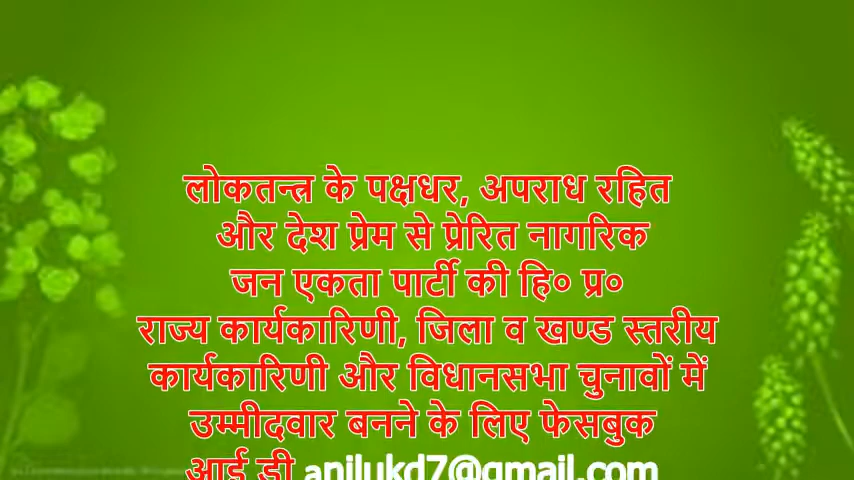 लोकतन्त्र के पक्षधर, अपराध रहित
और देश प्रेम से प्रेरित नागरिक
जन एकता पार्टी की हि० प्र०
राज्य कार्यकारिणी, जिला व खण्ड स्तरीय
कार्यकारिणी और विधानसभा चुनावों में
उम्मीदवार बनने के लिए फेसबुक
आई डी anilukd7@gmail.com